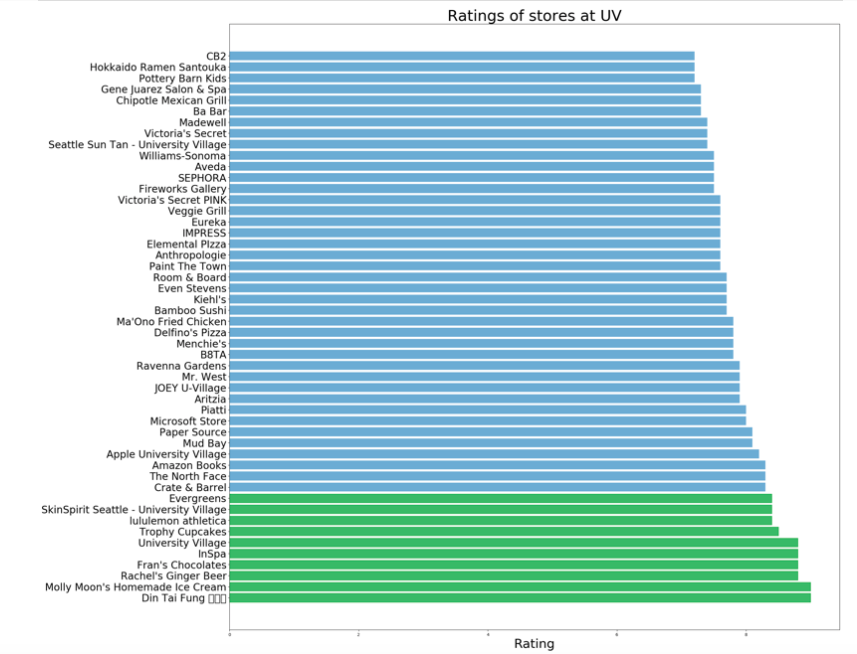 Ratings of stores at UV
CB2
Hokkaido Ramen Santouka
Pottery Barn Kids
Gene Juarez Salon & Spa
Chipotle Mexican Grill
Ba Bar
Madewell
Victoria's Secret
Seattle Sun Tan - University Village
Williams-Sonoma
Aveda
SEPHORA
Fireworks Gallery
Victoria's Secret PINK
Veggie Grill
Eureka
IMPRESS
Elemental PIzza
Anthropologie
Paint The Town
Room & Board
Even Stevens
Kiehl's
Bamboo Sushi
Ma'Ono Fried Chicken
Delfino's Pizza
Menchie's
B8TA
Ravenna Gardens
Mr. West
JOEY U-Village
Aritzia
Piatti
Microsoft Store
Paper Source
Mud Bay
Apple University Village
Amazon Books
The North Face
Crate & Barrel
Evergreens
SkinSpirit Seattle - University Village
lululemon athletica
Trophy Cupcakes
University Village
InSpa
Fran's Chocolates
Rachel's Ginger Beer
Molly Moon's Homemade Ice Cream
Din Tai Fung □□□
0 2 4 6 8
Rating